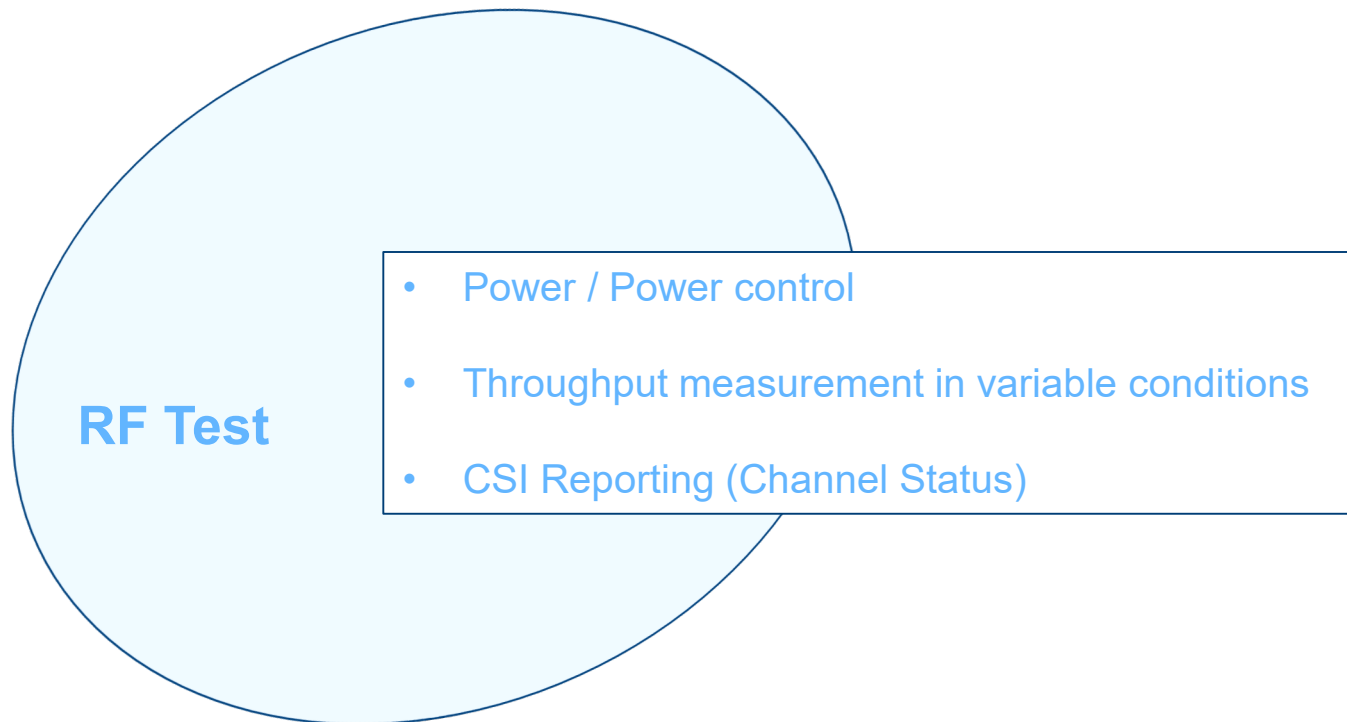 RF Test
• Power / Power control
• Throughput measurement in variable conditions
• CSI Reporting (Channel Status)